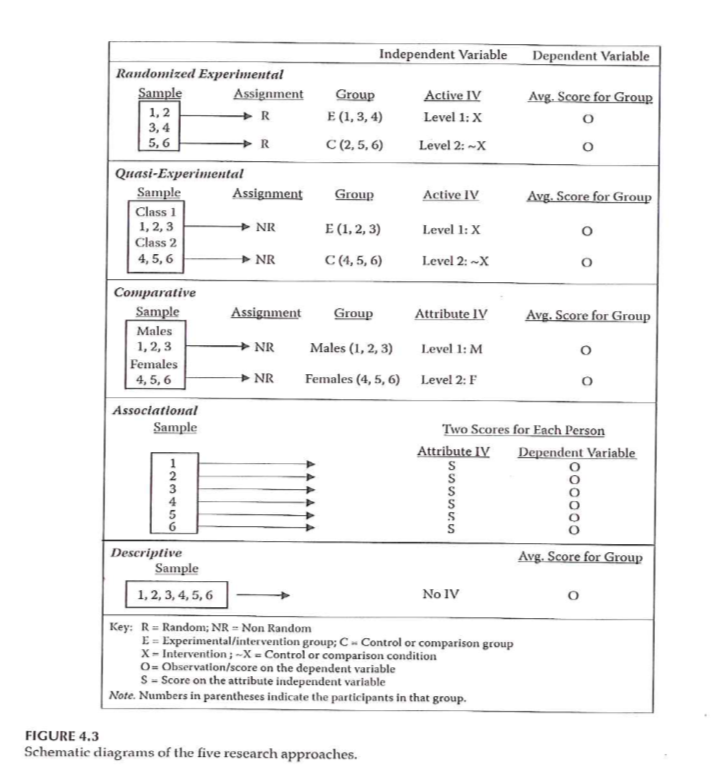 Independent Variable Dependent Variable
Randomized Experimental
Sample Assignment Group Active IV Avg. Score for Group
1, 2 R E (1, 3, 4) Level 1: X O
3, 4
5, 6 R C (2, 5, 6) Level 2: ~X O
Quasi-Experimental
Sample Assignment Group Active IV Avg. Score for Group
Class 1
1, 2, 3 NR E (1, 2, 3) Level 1: X O
Class 2
4, 5, 6 NR C (4, 5, 6) Level 2: ~X O
Comparative
Sample Assignment Group Attribute IV Avg. Score for Group
Males
1, 2, 3 NR Males (1, 2, 3) Level 1: M O
Females
4, 5, 6 NR Females (4, 5, 6) Level 2: F O
Associational
Sample Two Scores for Each Person
Attribute IV Dependent Variable
1 S O
2 S O
3 S O
4 S O
5 S O
6 S O
Descriptive Avg. Score for Group
Sample
1, 2, 3, 4, 5, 6 No IV O
Key: R = Random; NR = Non Random
E = Experimental/intervention group; C = Control or comparison group
X = Intervention; ~X = Control or comparison condition
O= Observation/score on the dependent variable
S = Score on the attribute independent variable
Note. Numbers in parentheses indicate the participants in that group.
FIGURE 4.3
Schematic diagrams of the five research approaches.